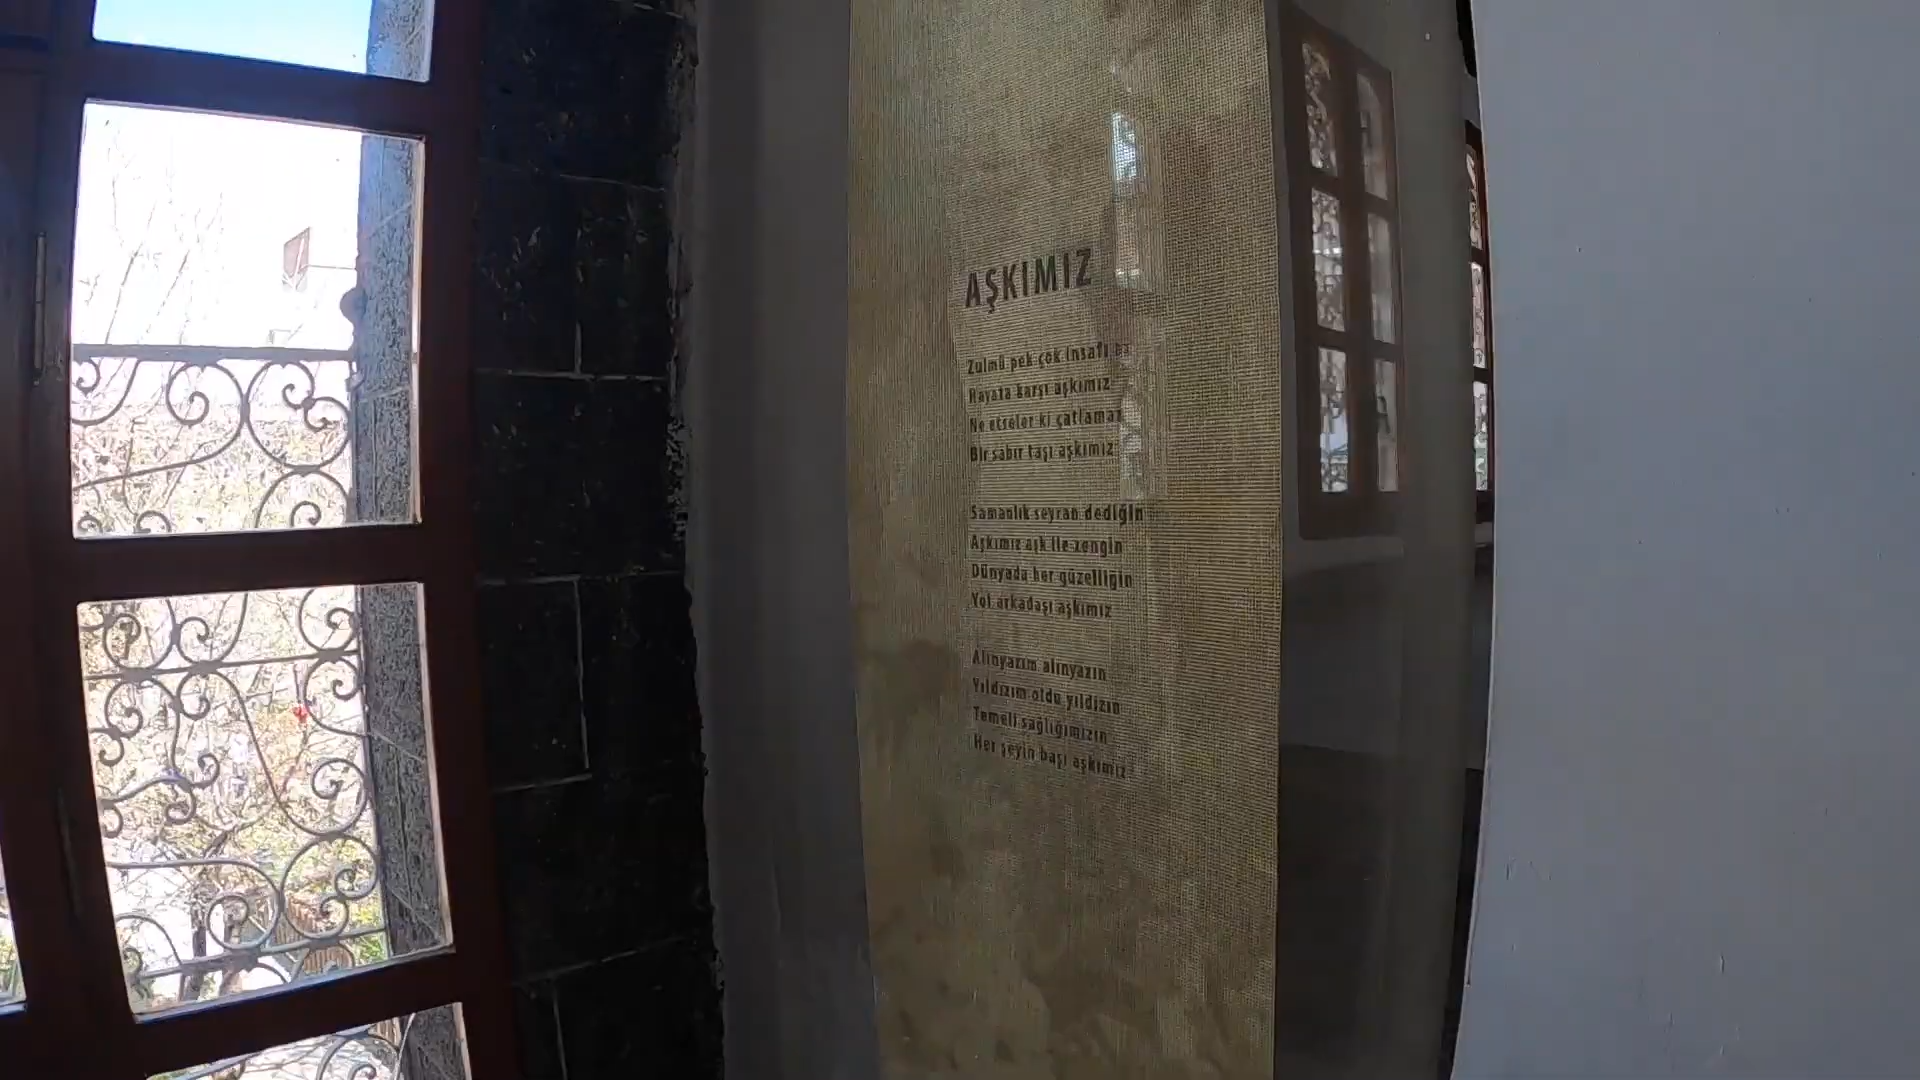 AŞKIMIZ
Zulmü pek çok insafı az
Hayata karşı aşkımız
Ne etseler ki çatlamaz
Bir sabır taşı aşkımız
Samanlık seyran dediğin
Aşkımız aşk ile zengin
Dünyada her güzelliğin
Yol arkadaşı aşkımız
Alınyazım alınyazın
Yıldızım oldu yıldızın
Temeli sağlığımızın
Her şeyin başı aşkımız